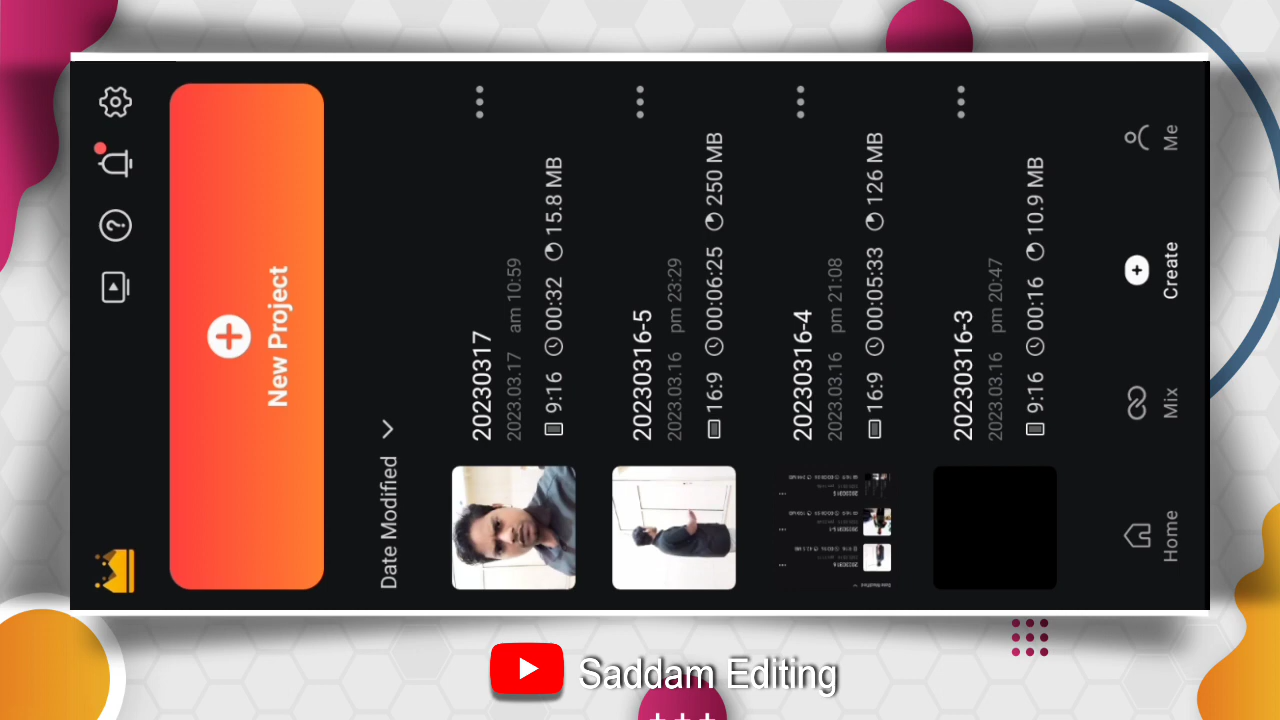 New Project
Date Modified
20230317
2023.03.17 am 10:59
9:16 00:32 15.8 MB
20230316-5
2023.03.16 pm 23:29
16:9 00:06:25 250 MB
20230316-4
2023.03.16 pm 21:08
16:9 00:05:33 126 MB
20230316-3
2023.03.16 pm 20:47
9:16 00:16 10.9 MB
Home
Mix
Create
Me
Saddam Editing